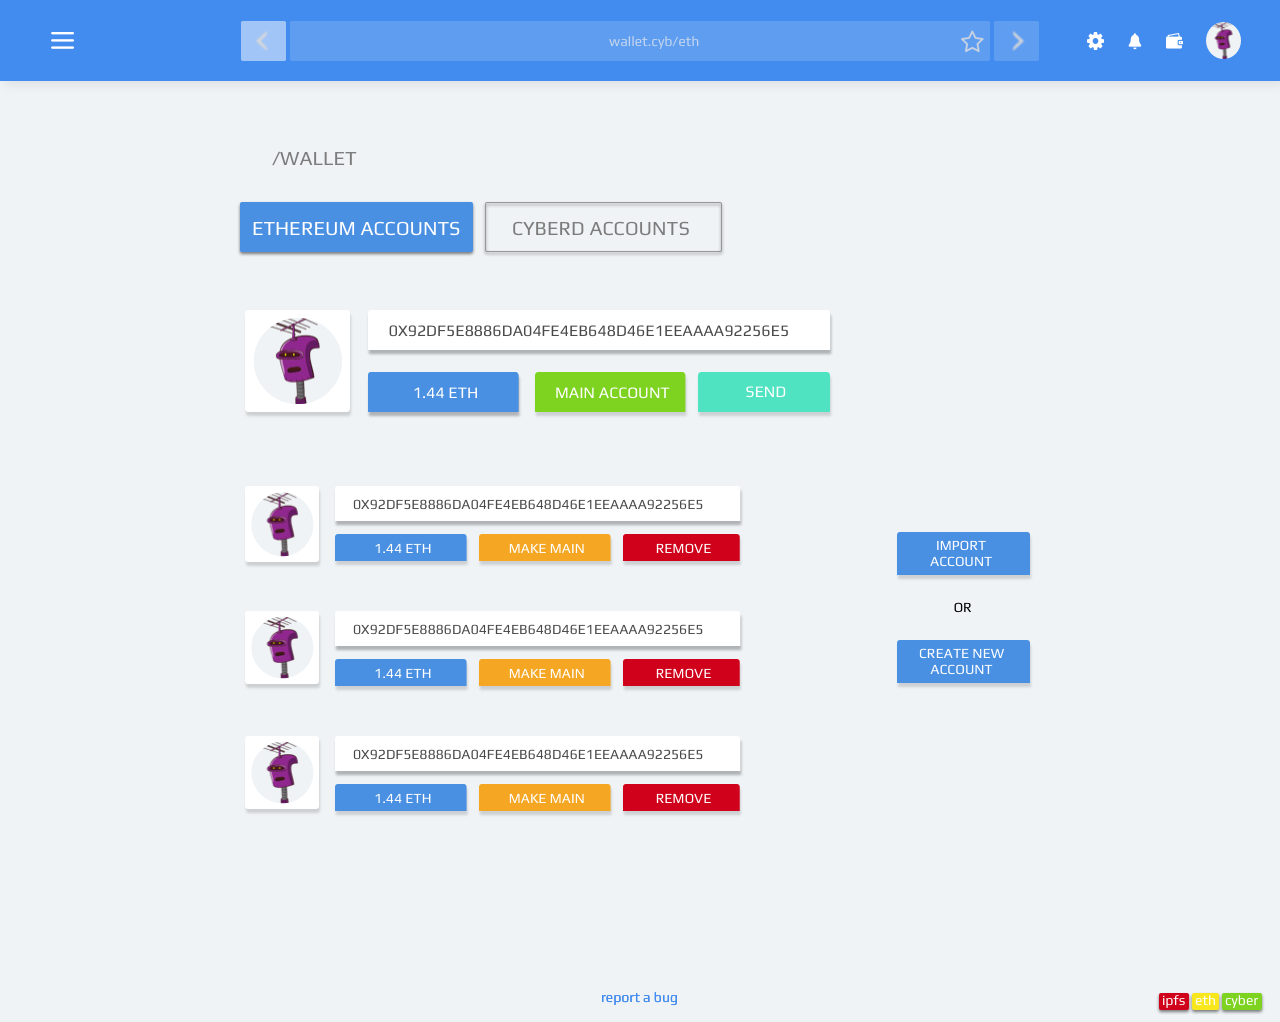 wallet.cyb/eth
/WALLET
ETHEREUM ACCOUNTS
CYBERD ACCOUNTS
0X92DF5E8886DA04FE4EB648D46E1EEAAAA92256E5
1.44 ETH
MAIN ACCOUNT
SEND
0X92DF5E8886DA04FE4EB648D46E1EEAAAA92256E5
1.44 ETH
MAKE MAIN
REMOVE
0X92DF5E8886DA04FE4EB648D46E1EEAAAA92256E5
1.44 ETH
MAKE MAIN
REMOVE
0X92DF5E8886DA04FE4EB648D46E1EEAAAA92256E5
1.44 ETH
MAKE MAIN
REMOVE
IMPORT
ACCOUNT
OR
CREATE NEW
ACCOUNT
report a bug
ipfs
eth
cyber